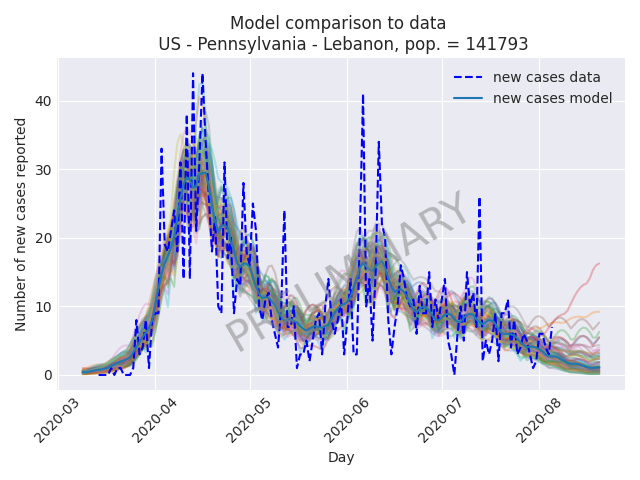 Model comparison to data
US - Pennsylvania - Lebanon, pop. = 141793
new cases data
new cases model
Number of new cases reported
40
30
20
10
0
PRELIMINARY
2020-03
2020-04
2020-05
2020-06
2020-07
2020-08
Day